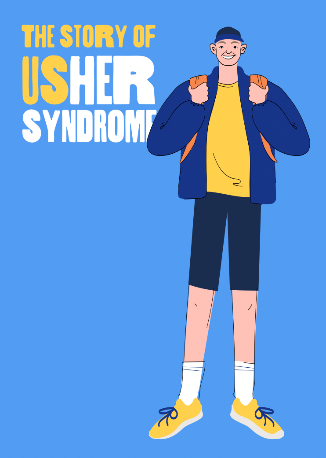 THE STORY OF
USHER
SYNDROME